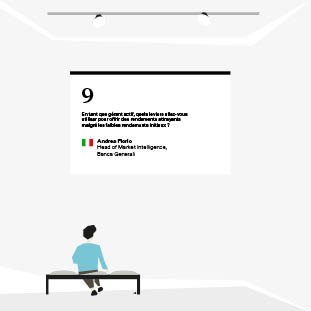 9
En tant que gérant actif, quels leviers allez-vous
utiliser pour offrir des rendements attrayants
malgré les faibles rendements initiaux ?
Andrea Florio
Head of Market Intelligence,
Banca Generali